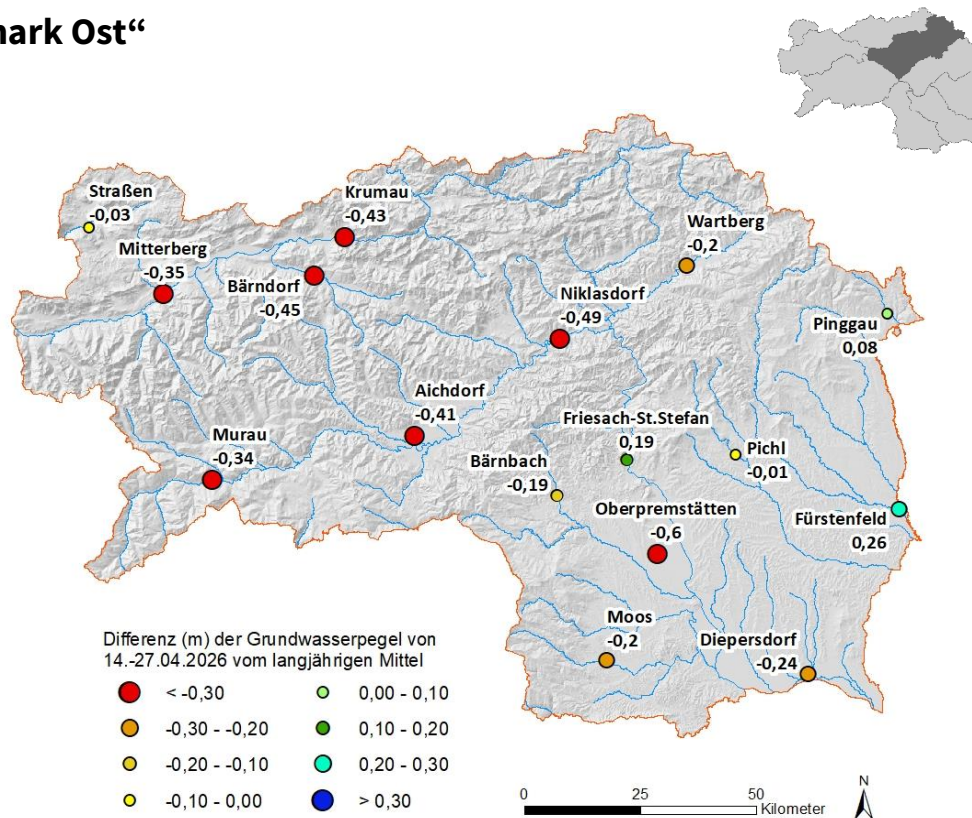 nark Ost“
Straßen
-0,03
Krumau
-0,43
Wartberg
-0,2
Mitterberg
-0,35
Bärndorf
-0,45
Niklasdorf
-0,49
Pinggau
0,08
Aichdorf
-0,41
Friesach-St.Stefan
0,19
Murau
-0,34
Pichl
-0,01
Bärnbach
-0,19
Oberpremstätten
-0,6
Fürstenfeld
0,26
Moos
-0,2
Diepersdorf
-0,24
Differenz (m) der Grundwasserpegel von
14.-27.04.2026 vom langjährigen Mittel
< -0,30
-0,30 - -0,20
-0,20 - -0,10
-0,10 - 0,00
0,00 - 0,10
0,10 - 0,20
0,20 - 0,30
> 0,30
0 25 50
Kilometer
N